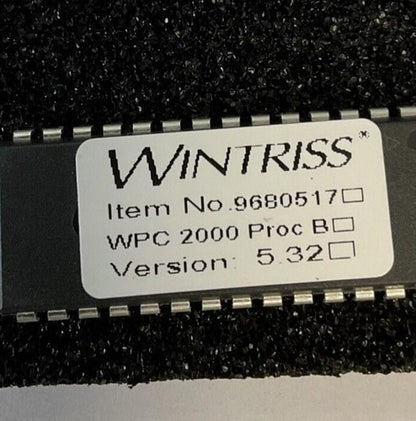 WINTRISS®
Item No.9680517□
WPC 2000 Proc B□
Version: 5.32□